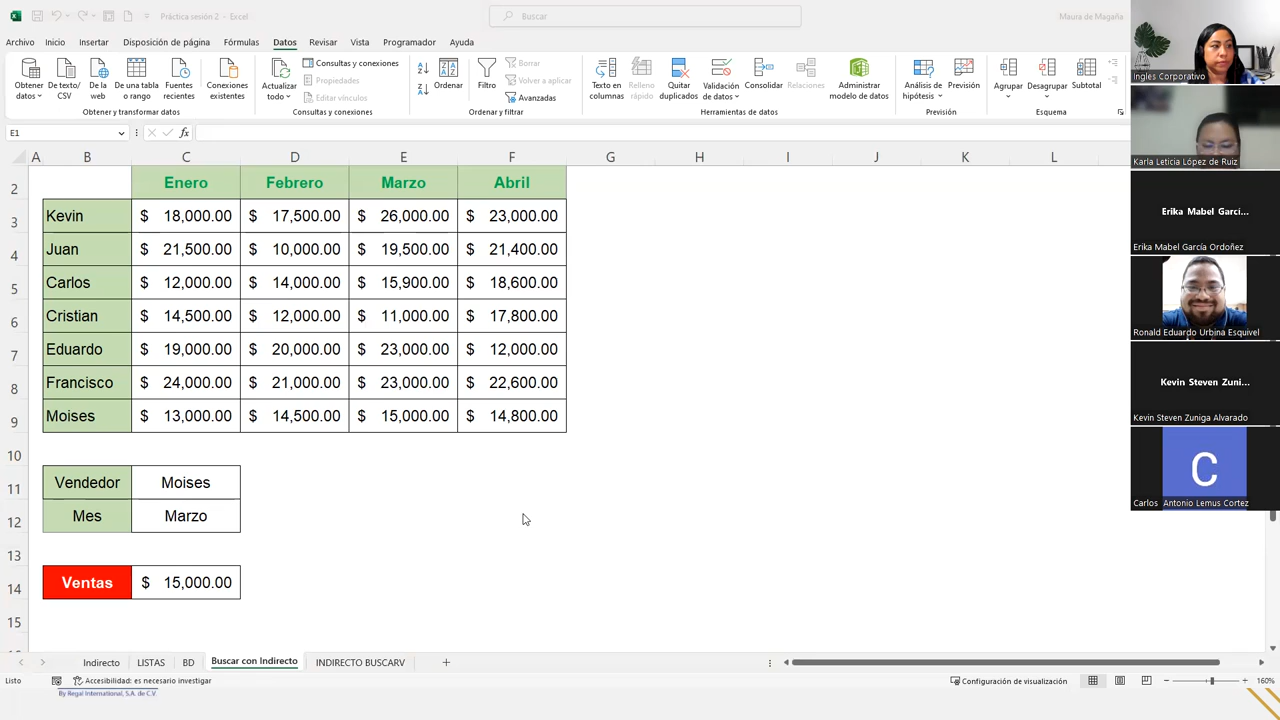 Práctica sesión 2 - Excel
Buscar
Maura de Magaña
Archivo Inicio Insertar Disposición de página Fórmulas Datos Revisar Vista Programador Ayuda
Obtener datos
De texto/CSV
De la web
De una tabla o rango
Fuentes recientes
Conexiones existentes
Obtener y transformar datos
Actualizar todo
Consultas y conexiones
Propiedades
Editar vínculos
Consultas y conexiones
Ordenar
Filtro
Borrar
Volver a aplicar
Avanzadas
Ordenar y filtrar
Texto en columnas
Relleno rápido
Quitar duplicados
Validación de datos
Consolidar
Relaciones
Administrar modelo de datos
Herramientas de datos
Análisis de hipótesis
Previsión
Previsión
Agrupar
Desagrupar
Subtotal
Esquema
E1
fx
A B C D E F G H I J K L
2 Enero Febrero Marzo Abril
3 Kevin $ 18,000.00 $ 17,500.00 $ 26,000.00 $ 23,000.00
4 Juan $ 21,500.00 $ 10,000.00 $ 19,500.00 $ 21,400.00
5 Carlos $ 12,000.00 $ 14,000.00 $ 15,900.00 $ 18,600.00
6 Cristian $ 14,500.00 $ 12,000.00 $ 11,000.00 $ 17,800.00
7 Eduardo $ 19,000.00 $ 20,000.00 $ 23,000.00 $ 12,000.00
8 Francisco $ 24,000.00 $ 21,000.00 $ 23,000.00 $ 22,600.00
9 Moises $ 13,000.00 $ 14,500.00 $ 15,000.00 $ 14.800.00
10
11 Vendedor Moises
12 Mes Marzo
13
14 Ventas $ 15,000.00
15
Indirecto LISTAS BD Buscar con Indirecto INDIRECTO BUSCARV
Listo
Accesibilidad: es necesario investigar
Configuración de visualización
160%
By Regal International, S.A. de C.V.
Ingles Corporativo
Karla Leticia López de Ruiz
Erika Mabel Garcí...
Erika Mabel García Ordoñez
Ronald Eduardo Urbina Esquivel
Kevin Steven Zuni...
Kevin Steven Zuniga Alvarado
C
Carlos Antonio Lemus Cortez